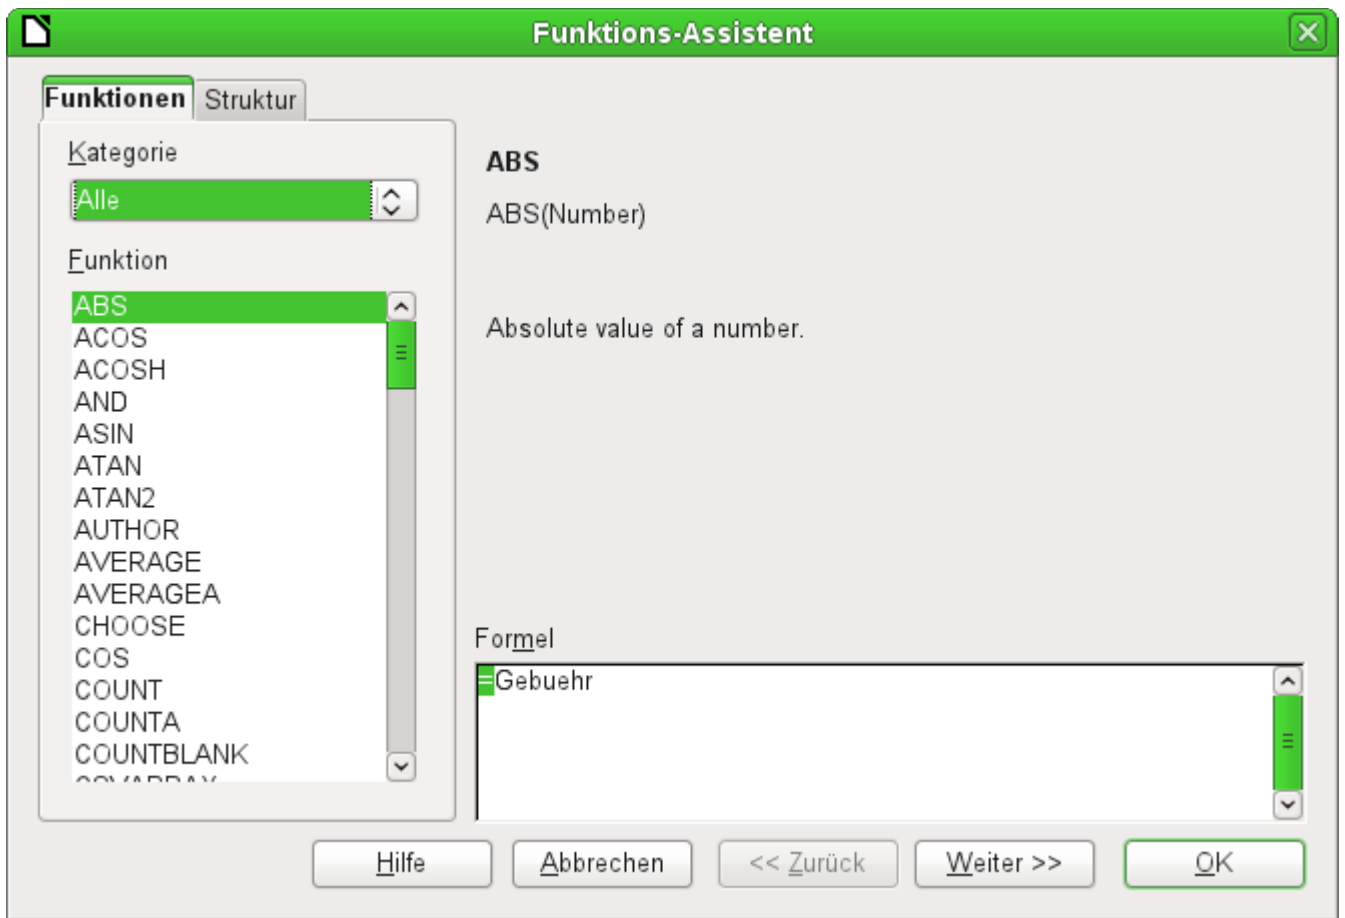 Funktions-Assistent
Funktionen Struktur
Kategorie
Alle
Funktion
ABS
ACOS
ACOSH
AND
ASIN
ATAN
ATAN2
AUTHOR
AVERAGE
AVERAGEA
CHOOSE
COS
COUNT
COUNTA
COUNTBLANK
ABS
ABS(Number)
Absolute value of a number.
Formel
=Gebuehr
Hilfe Abbrechen << Zurück Weiter >> OK